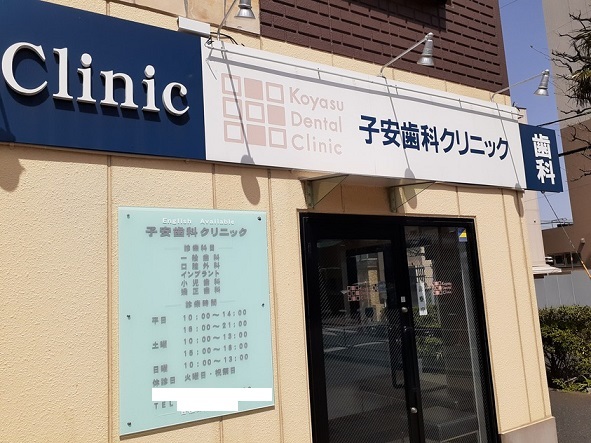 Clinic
Koyasu
Dental
Clinic
子安歯科クリニック
歯科
English Available
子安歯科クリニック
診療科目
一般歯科
口腔外科
インプラント
小児歯科
矯正歯科
診療時間
平日 10:00～14:00
16:00～21:00
土曜 10:00～13:00
15:00～18:00
日曜 10:00～13:00
休診日 火曜日・祝祭日
TEL